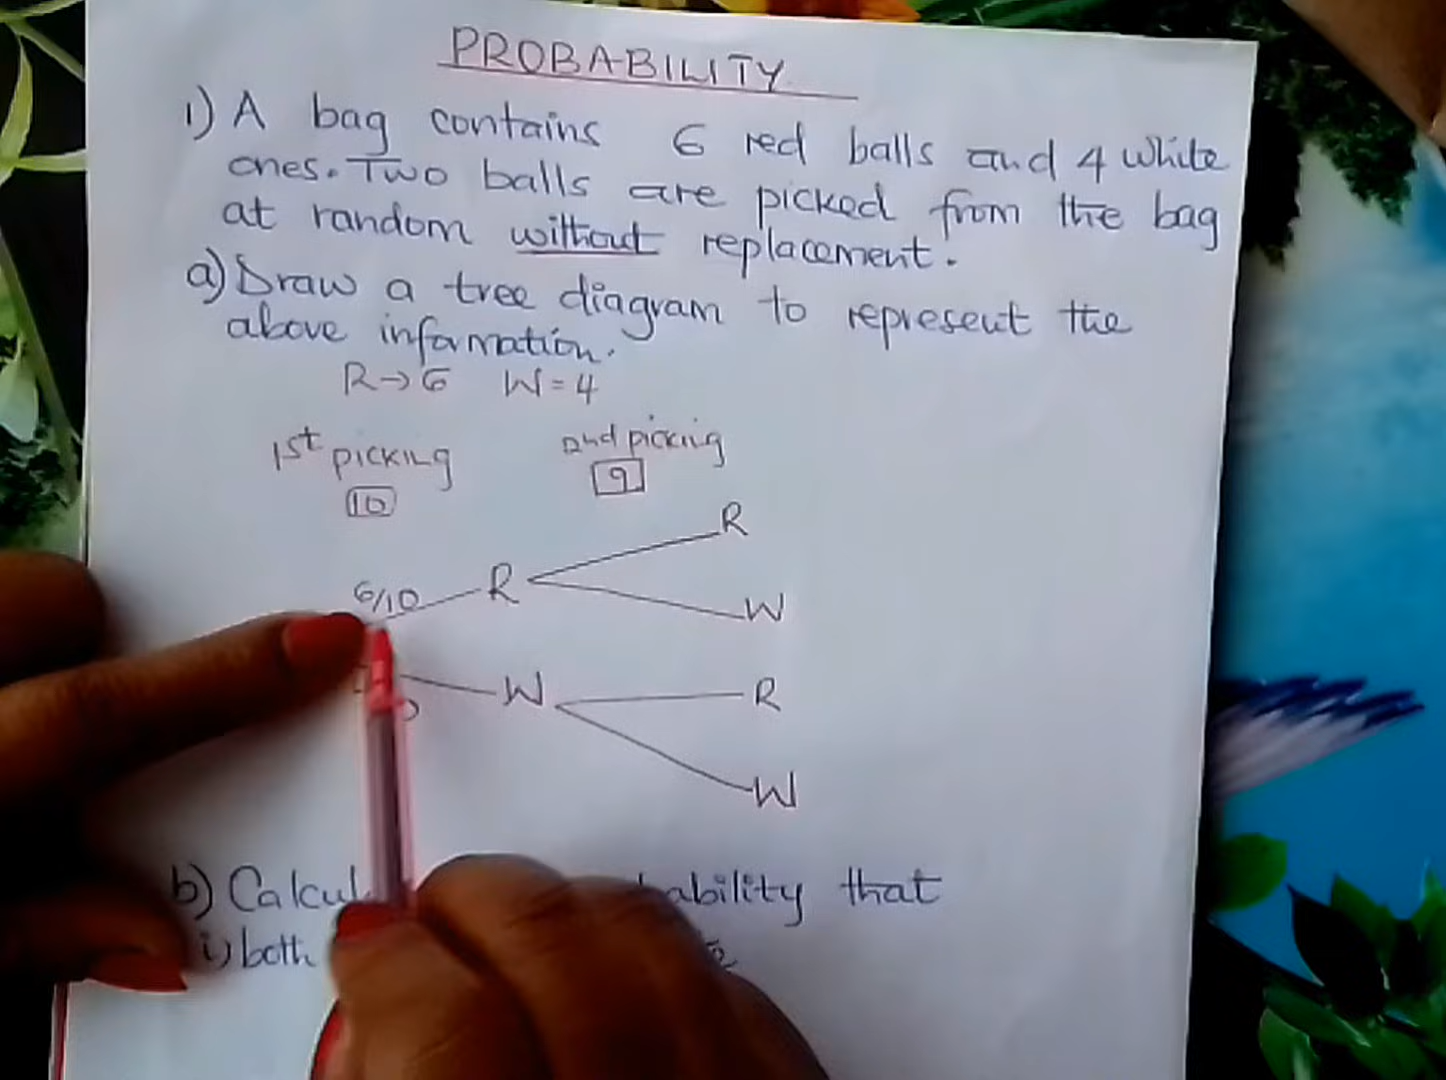 PROBABILITY
1) A bag contains 6 red balls and 4 white
ones. Two balls are picked from the bag
at random without replacement.
a) Draw a tree diagram to represent the
above information.
R→6 W=4
1st picking 2nd picking
10 9
R
6/10 R
W
W R
W
b) ability that
i) both